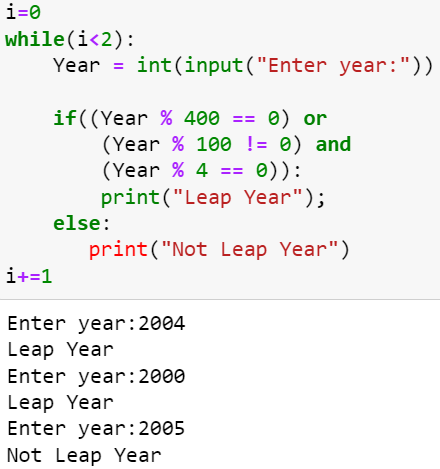 i=0
while(i<2):
    Year = int(input("Enter year:"))

    if((Year % 400 == 0) or
        (Year % 100 != 0) and
        (Year % 4 == 0)):
        print("Leap Year");
    else:
       print("Not Leap Year")
i+=1
Enter year:2004
Leap Year
Enter year:2000
Leap Year
Enter year:2005
Not Leap Year